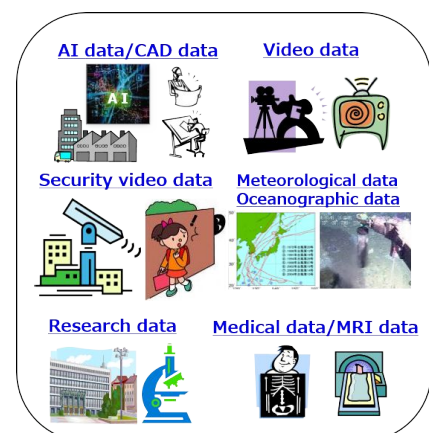 AI data/CAD data
Video data
AI
Security video data
Meteorological data
Oceanographic data
Research data
Medical data/MRI data